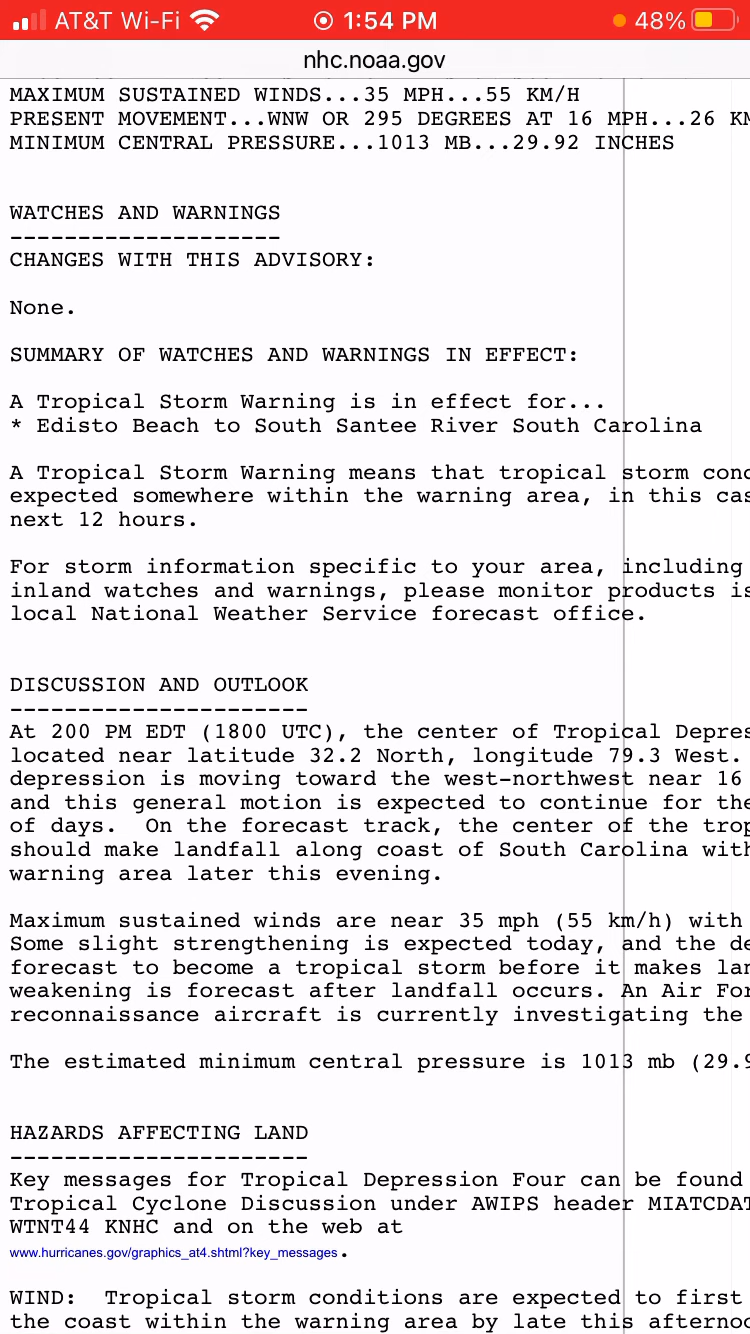 AT&T Wi-Fi 1:54 PM 48%
nhc.noaa.gov
MAXIMUM SUSTAINED WINDS...35 MPH...55 KM/H
PRESENT MOVEMENT...WNW OR 295 DEGREES AT 16 MPH...26 KM
MINIMUM CENTRAL PRESSURE...1013 MB...29.92 INCHES
WATCHES AND WARNINGS
--------------------
CHANGES WITH THIS ADVISORY:
None.
SUMMARY OF WATCHES AND WARNINGS IN EFFECT:
A Tropical Storm Warning is in effect for...
* Edisto Beach to South Santee River South Carolina
A Tropical Storm Warning means that tropical storm cond
expected somewhere within the warning area, in this cas
next 12 hours.
For storm information specific to your area, including
inland watches and warnings, please monitor products is
local National Weather Service forecast office.
DISCUSSION AND OUTLOOK
----------------------
At 200 PM EDT (1800 UTC), the center of Tropical Depres
located near latitude 32.2 North, longitude 79.3 West.
depression is moving toward the west-northwest near 16
and this general motion is expected to continue for the
of days.  On the forecast track, the center of the trop
should make landfall along coast of South Carolina with
warning area later this evening.
Maximum sustained winds are near 35 mph (55 km/h) with
Some slight strengthening is expected today, and the de
forecast to become a tropical storm before it makes lan
weakening is forecast after landfall occurs. An Air For
reconnaissance aircraft is currently investigating the
The estimated minimum central pressure is 1013 mb (29.9
HAZARDS AFFECTING LAND
----------------------
Key messages for Tropical Depression Four can be found
Tropical Cyclone Discussion under AWIPS header MIATCDAT
WTNT44 KNHC and on the web at
www.hurricanes.gov/graphics_at4.shtml?key_messages.
WIND:  Tropical storm conditions are expected to first
the coast within the warning area by late this afternoo